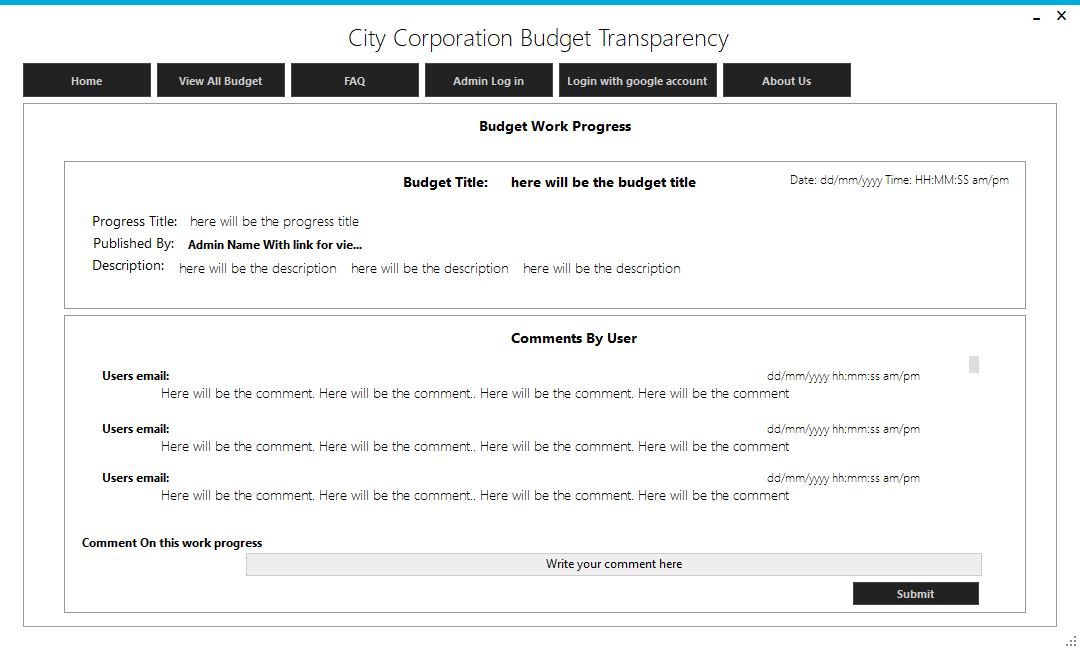 City Corporation Budget Transparency
Home View All Budget FAQ Admin Log in Login with google account About Us
Budget Work Progress
Budget Title: here will be the budget title Date: dd/mm/yyyy Time: HH:MM:SS am/pm
Progress Title: here will be the progress title
Published By: Admin Name With link for vie...
Description: here will be the description here will be the description here will be the description
Comments By User
Users email: dd/mm/yyyy hh:mm:ss am/pm
Here will be the comment. Here will be the comment.. Here will be the comment. Here will be the comment
Users email: dd/mm/yyyy hh:mm:ss am/pm
Here will be the comment. Here will be the comment.. Here will be the comment. Here will be the comment
Users email: dd/mm/yyyy hh:mm:ss am/pm
Here will be the comment. Here will be the comment.. Here will be the comment. Here will be the comment
Comment On this work progress
Write your comment here
Submit